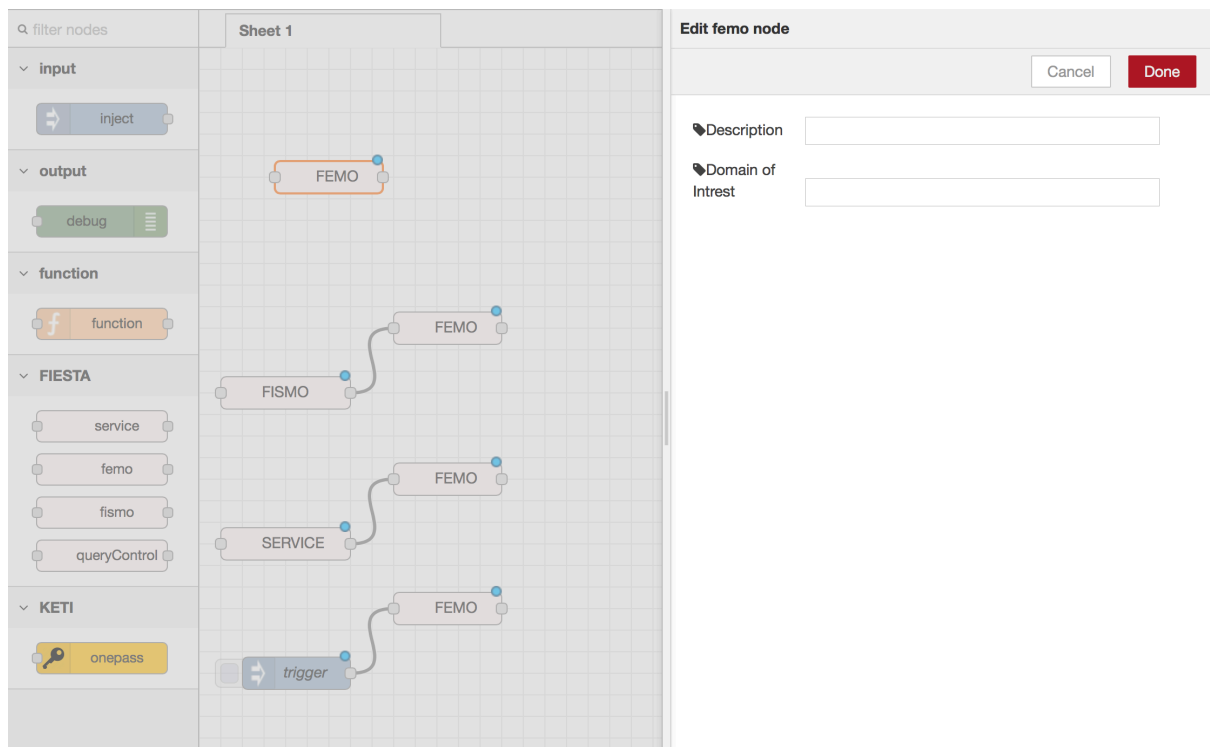 filter nodes
input
inject
output
debug
function
function
FIESTA
service
femo
fismo
queryControl
KETI
onepass
Sheet 1
FEMO
FEMO
FISMO
FEMO
SERVICE
FEMO
trigger
Edit femo node
Cancel
Done
Description
Domain of
Intrest